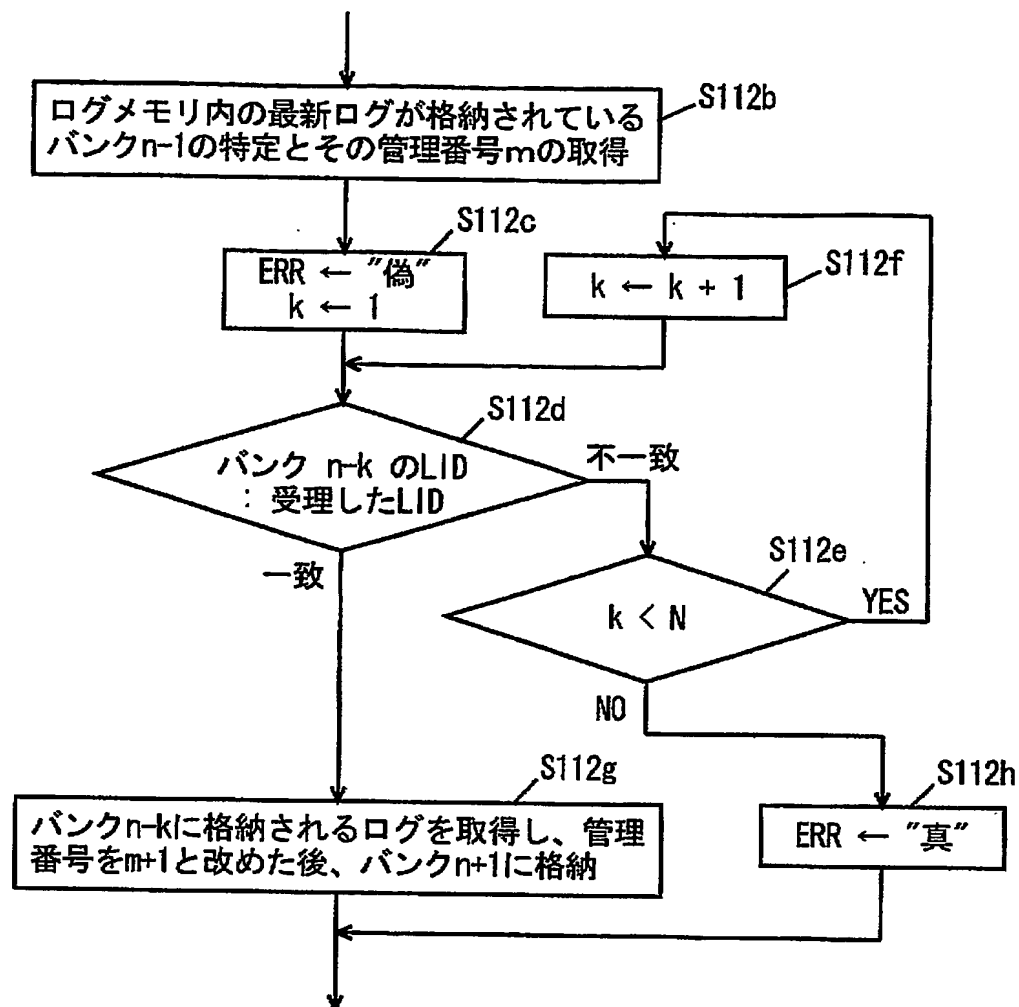 S112b
ログメモリ内の最新ログが格納されている
バンクn-1の特定とその管理番号mの取得
S112c
ERR ← "偽"
k ← 1
S112f
k ← k + 1
S112d
バンク n-k のLID
: 受理したLID
不一致
一致
S112e
k < N
YES
NO
S112g
バンクn-kに格納されるログを取得し、管理
番号をm+1と改めた後、バンクn+1に格納
S112h
ERR ← "真"